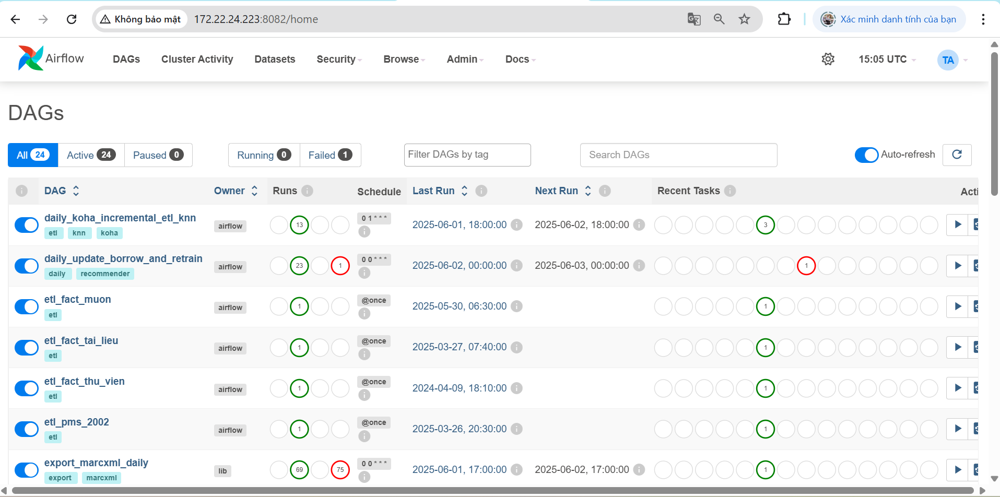 Không bảo mật 172.22.24.223:8082/home Xác minh danh tính của bạn
Airflow DAGs Cluster Activity Datasets Security Browse Admin Docs 15:05 UTC TA
DAGs
All 24 Active 24 Paused 0 Running 0 Failed 1 Filter DAGs by tag Search DAGs Auto-refresh
DAG Owner Runs Schedule Last Run Next Run Recent Tasks Acti
daily_koha_incremental_etl_knn airflow 13 0 1 * * * 2025-06-01, 18:00:00 2025-06-02, 18:00:00 3
etl knn koha
daily_update_borrow_and_retrain airflow 23 1 0 0 * * * 2025-06-02, 00:00:00 2025-06-03, 00:00:00 1
daily recommender
etl_fact_muon airflow 1 @once 2025-05-30, 06:30:00 1
etl
etl_fact_tai_lieu airflow 1 @once 2025-03-27, 07:40:00 1
etl
etl_fact_thu_vien airflow 1 @once 2024-04-09, 18:10:00 1
etl
etl_pms_2002 airflow 1 @once 2025-03-26, 20:30:00 1
etl
export_marcxml_daily lib 69 75 0 0 * * * 2025-06-01, 17:00:00 2025-06-02, 17:00:00 1
export marcxml